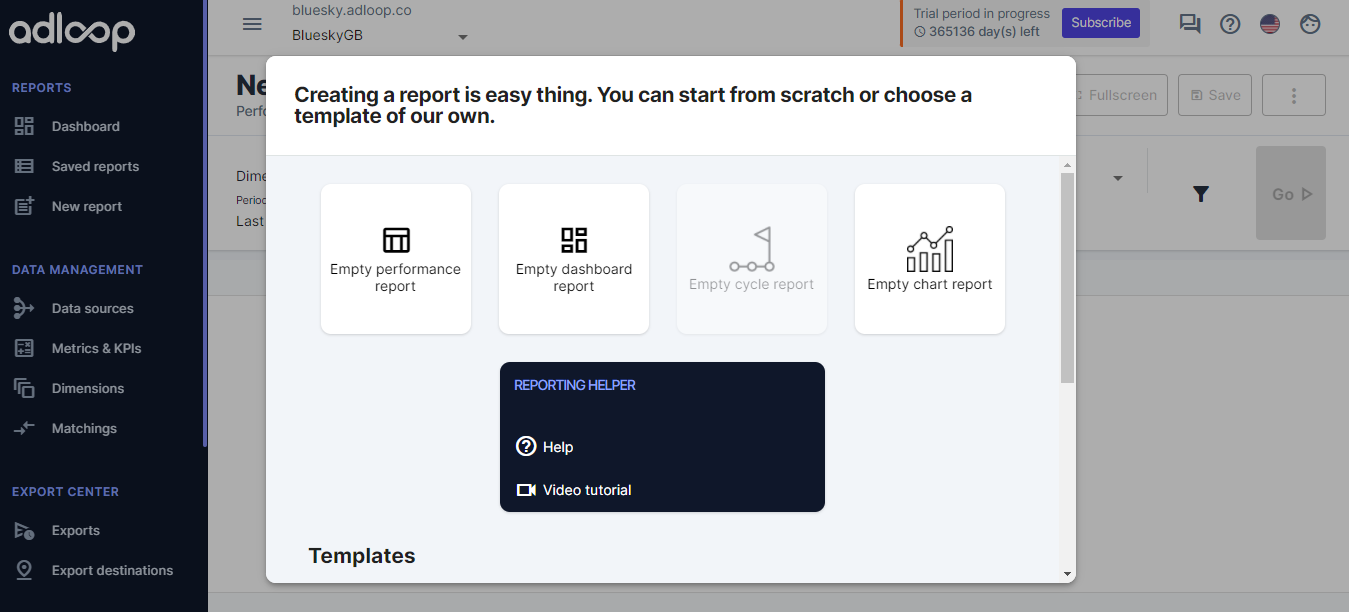 adloop
REPORTS
Dashboard
Saved reports
New report
DATA MANAGEMENT
Data sources
Metrics & KPIs
Dimensions
Matchings
EXPORT CENTER
Exports
Export destinations
bluesky.adloop.co
BlueskyGB
Trial period in progress
365136 day(s) left
Subscribe
Ne
Perfo
Fullscreen
Save
Dime
Period
Last
Go
Creating a report is easy thing. You can start from scratch or choose a
template of our own.
Empty performance
report
Empty dashboard
report
Empty cycle report
Empty chart report
REPORTING HELPER
Help
Video tutorial
Templates